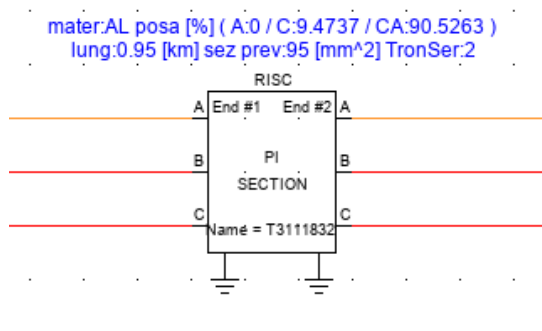 mater:AL posa [%] ( A:0 / C:9.4737 / CA:90.5263 )
lung:0.95 [km] sez prev:95 [mm^2] TronSer:2
RISC
A End #1 End #2 A
B PI B
SECTION
C C
Name = T3111832